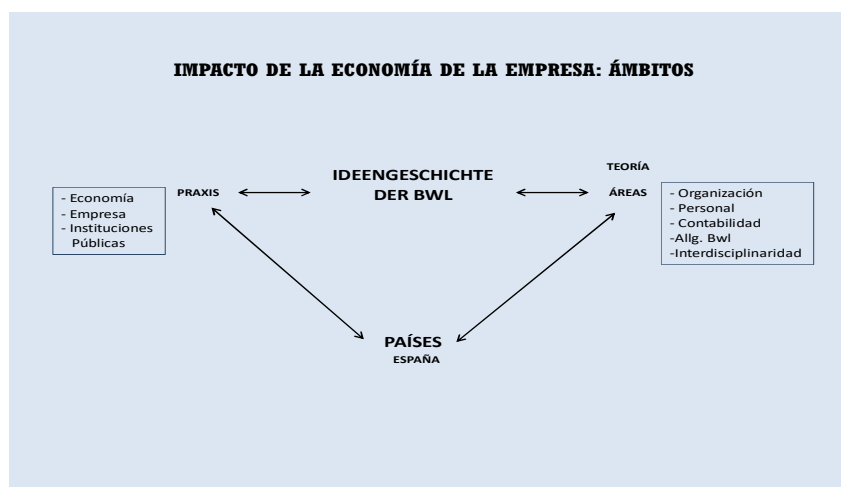 IMPACTO DE LA ECONOMÍA DE LA EMPRESA: ÁMBITOS
- Economía
- Empresa
- Instituciones
Públicas
PRAXIS
IDEENGESCHICHTE
DER BWL
TEORÍA
ÁREAS
- Organización
- Personal
- Contabilidad
-Allg. Bwl
-Interdisciplinaridad
PAÍSES
ESPAÑA